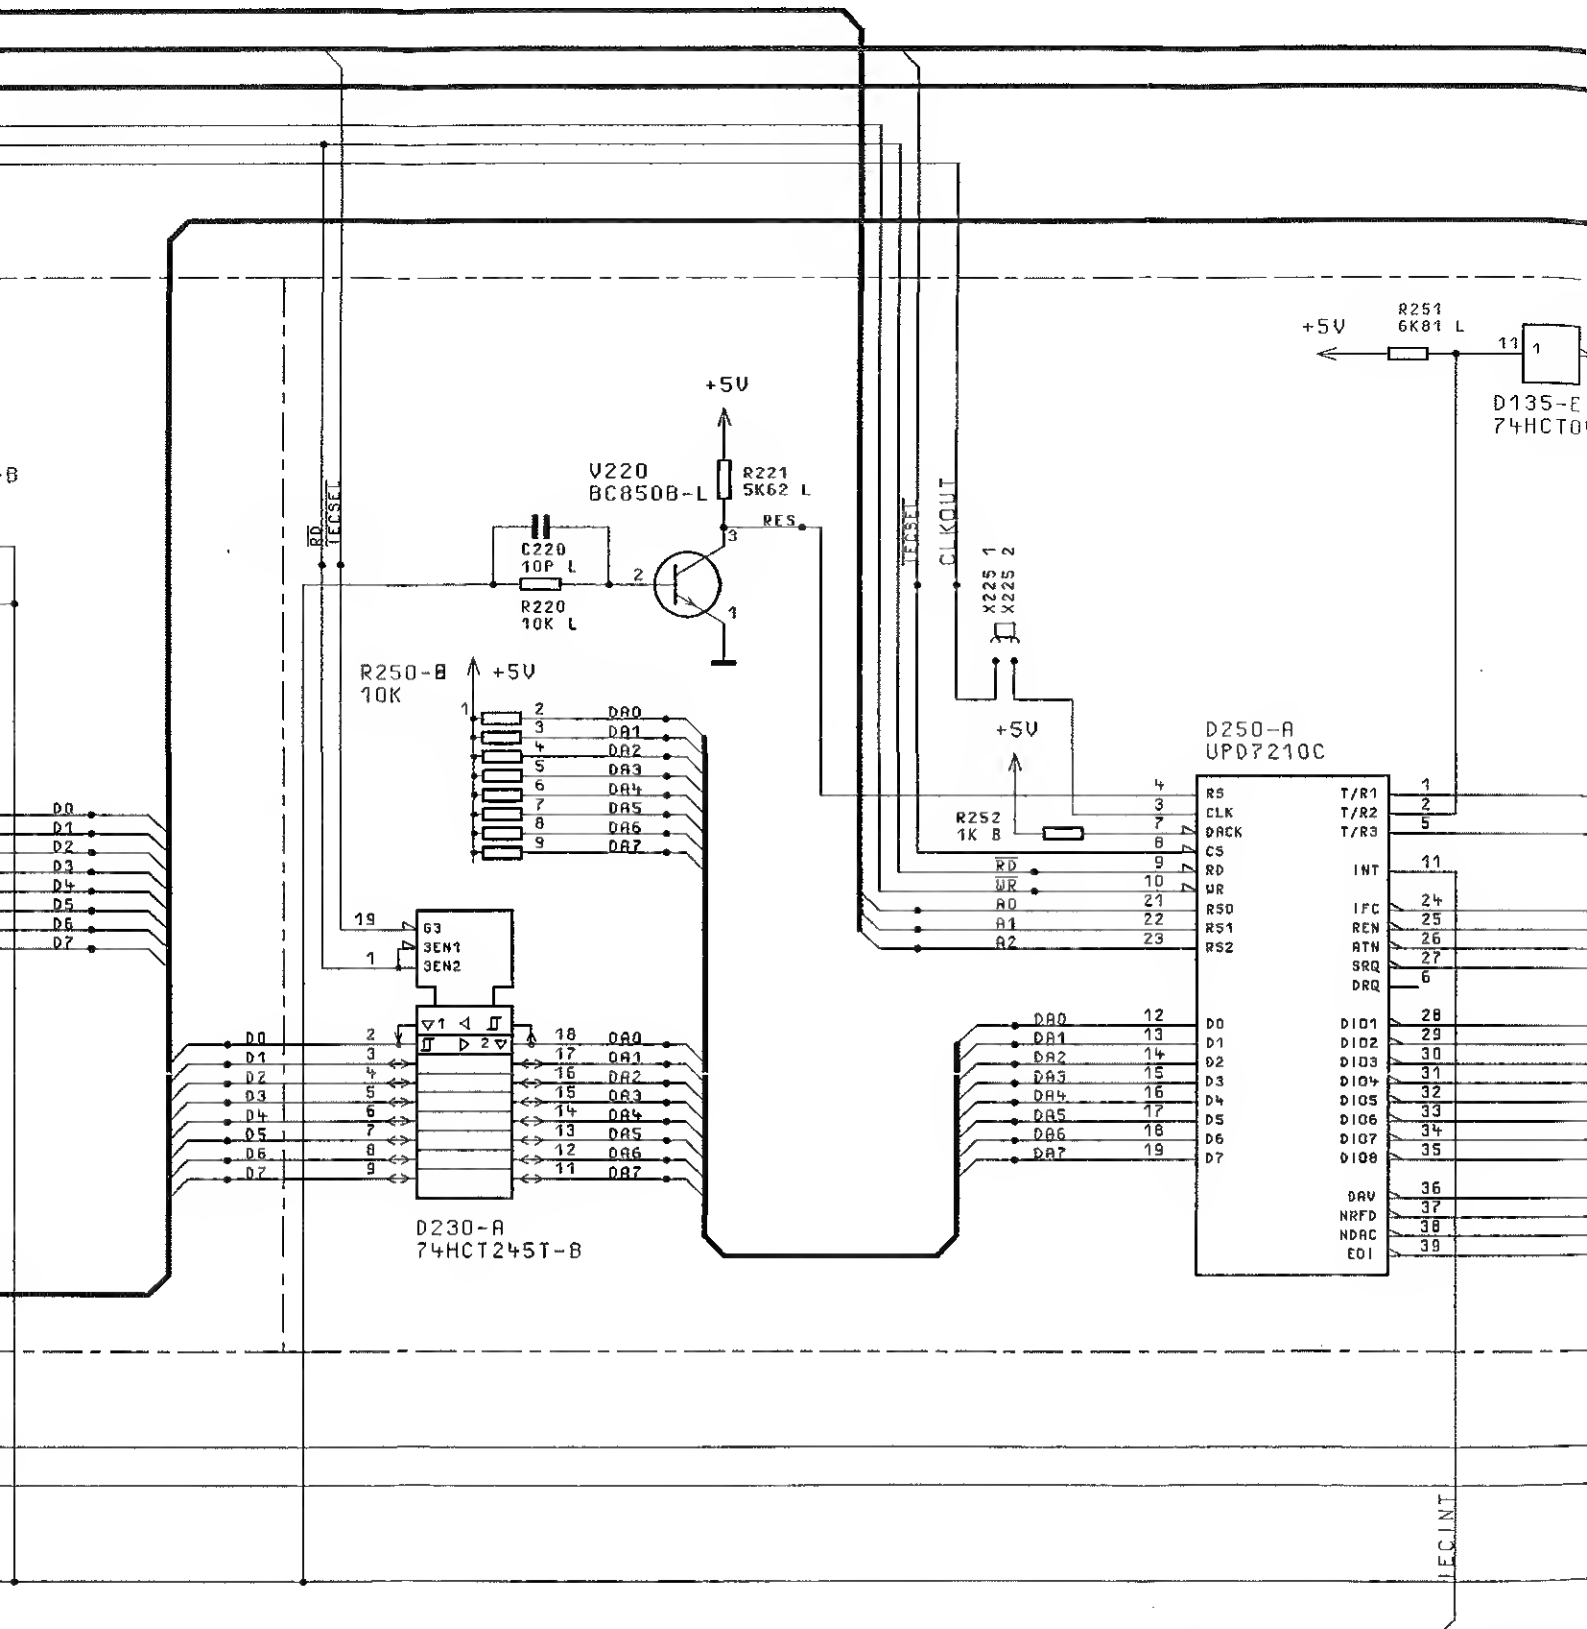 R251
+5V
6K81 L
11
1
D135-E
74HCT0
+5V
-B
V220
BC850B-L
R221
5K62 L
RES
3
RD
IECSEL
C220
10P L
2
R220
10K L
1
IECSEL
CLKOUT
X225 1
X225 2
R250-B
10K
+5V
1
2 DA0
3 DA1
4 DA2
5 DA3
6 DA4
7 DA5
8 DA6
9 DA7
+5V
R252
1K B
D250-A
UPD7210C
4 RS T/R1 1
3 CLK T/R2 2
7 DACK T/R3 5
8 CS
RD 9 RD INT 11
WR 10 WR
A0 21 RS0 IFC 24
A1 22 RS1 REN 25
A2 23 RS2 ATN 26
SRQ 27
DRQ 6
DA0 12 D0 DIO1 28
DA1 13 D1 DIO2 29
DA2 14 D2 DIO3 30
DA3 15 D3 DIO4 31
DA4 16 D4 DIO5 32
DA5 17 D5 DIO6 33
DA6 18 D6 DIO7 34
DA7 19 D7 DIO8 35
DAV 36
NRFD 37
NDAC 38
EOI 39
D0
D1
D2
D3
D4
D5
D6
D7
19 G3
3EN1
1 3EN2
1
2
D0 2 18 DA0
D1 3 17 DA1
D2 4 16 DA2
D3 5 15 DA3
D4 6 14 DA4
D5 7 13 DA5
D6 8 12 DA6
D7 9 11 DA7
D230-A
74HCT245T-B
IECINT